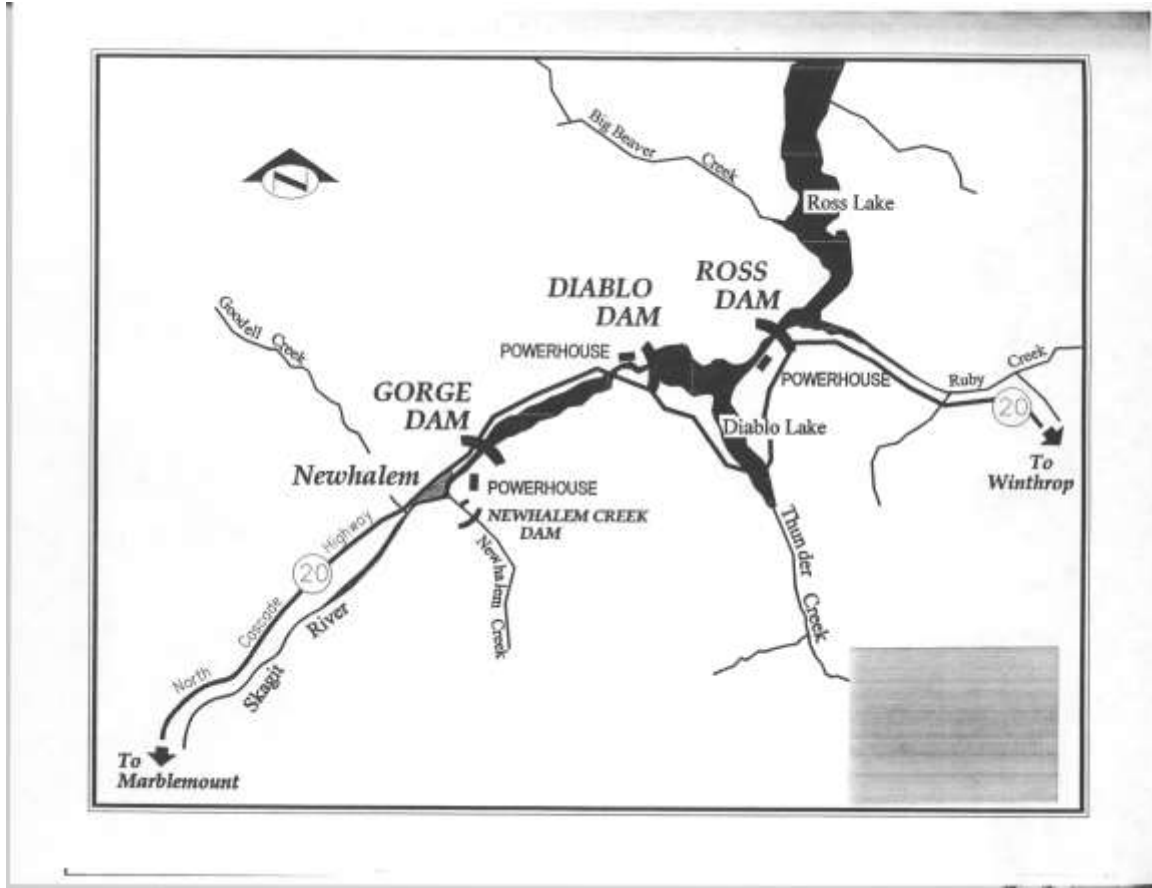 Big Beaver Creek
Ross Lake
N
ROSS
DAM
DIABLO
DAM
Goodell Creek
POWERHOUSE
POWERHOUSE
Ruby Creek
20
GORGE
DAM
Diablo Lake
To
Winthrop
Newhalem
POWERHOUSE
NEWHALEM CREEK
DAM
Newhalem Creek
Thunder Creek
North Cascade Highway
20
Skagit River
To
Marblemount